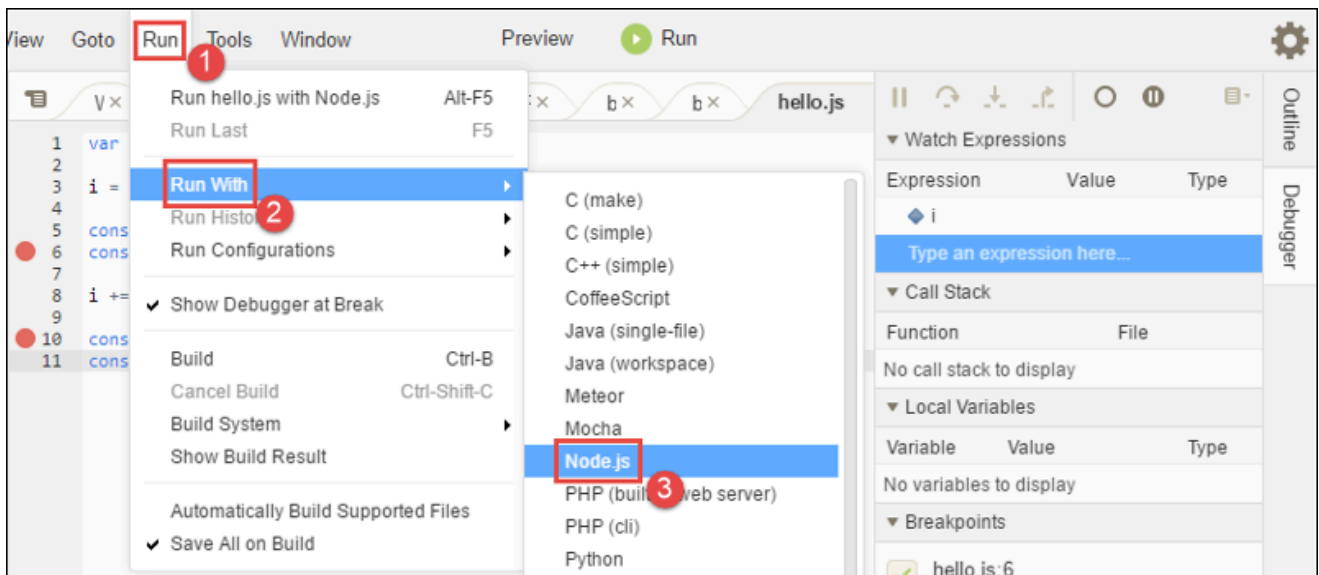 Goto Run Tools Window Preview Run
1
V × × b × b × hello.js
Run hello.js with Node.js Alt-F5
Run Last F5
Run With
2
Run Configurations
Show Debugger at Break
Build Ctrl-B
Cancel Build Ctrl-Shift-C
Build System
Show Build Result
Automatically Build Supported Files
Save All on Build
1 var
2
3 i =
4
5 cons
6 cons
7
8 i +=
9
10 cons
11 cons
C (make)
C (simple)
C++ (simple)
CoffeeScript
Java (single-file)
Java (workspace)
Meteor
Mocha
Node.js
3
PHP web server)
PHP (cli)
Python
Watch Expressions
Expression Value Type
i
Type an expression here...
Call Stack
Function File
No call stack to display
Local Variables
Variable Value Type
No variables to display
Breakpoints
hello.js:6
Outline
Debugger